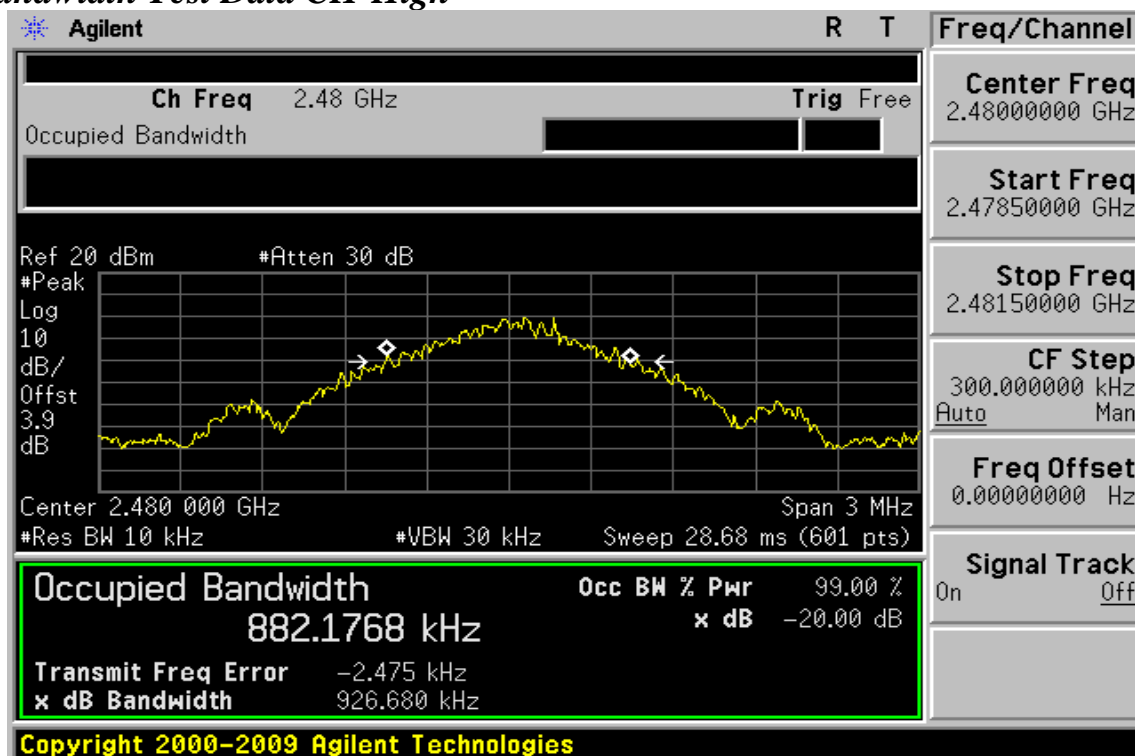 Bandwidth Test Data CH-High
Agilent R T
Ch Freq 2.48 GHz Trig Free
Occupied Bandwidth
Ref 20 dBm #Atten 30 dB
#Peak
Log
10
dB/
Offst
3.9
dB
Center 2.480 000 GHz Span 3 MHz
#Res BW 10 kHz #VBW 30 kHz Sweep 28.68 ms (601 pts)
Occupied Bandwidth Occ BW % Pwr 99.00 %
882.1768 kHz x dB -20.00 dB
Transmit Freq Error -2.475 kHz
x dB Bandwidth 926.680 kHz
Copyright 2000-2009 Agilent Technologies
Freq/Channel
Center Freq
2.48000000 GHz
Start Freq
2.47850000 GHz
Stop Freq
2.48150000 GHz
CF Step
300.000000 kHz
Auto Man
Freq Offset
0.00000000 Hz
Signal Track
On Off